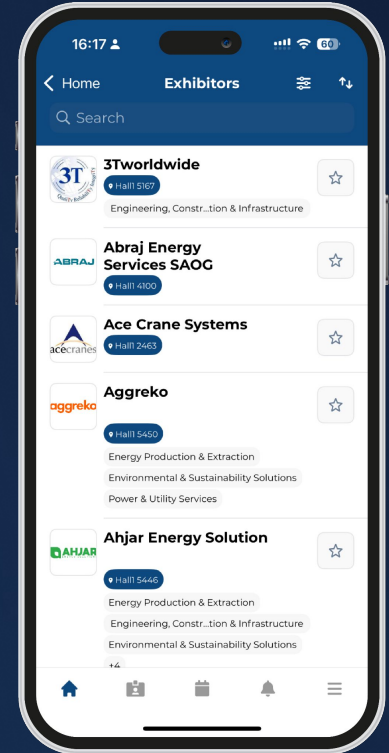 16:17
60
Home
Exhibitors
Search
3T
Quality Reliability Integrity
3Tworldwide
Hall1 5167
Engineering, Constr...tion & Infrastructure
ABRAJ
Abraj Energy
Services SAOG
Hall1 4100
acecranes
Ace Crane Systems
Hall1 2463
aggreko
Aggreko
Hall1 5450
Energy Production & Extraction
Environmental & Sustainability Solutions
Power & Utility Services
AHJAR
Ahjar Energy Solution
Hall1 5446
Energy Production & Extraction
Engineering, Constr...tion & Infrastructure
Environmental & Sustainability Solutions
+4